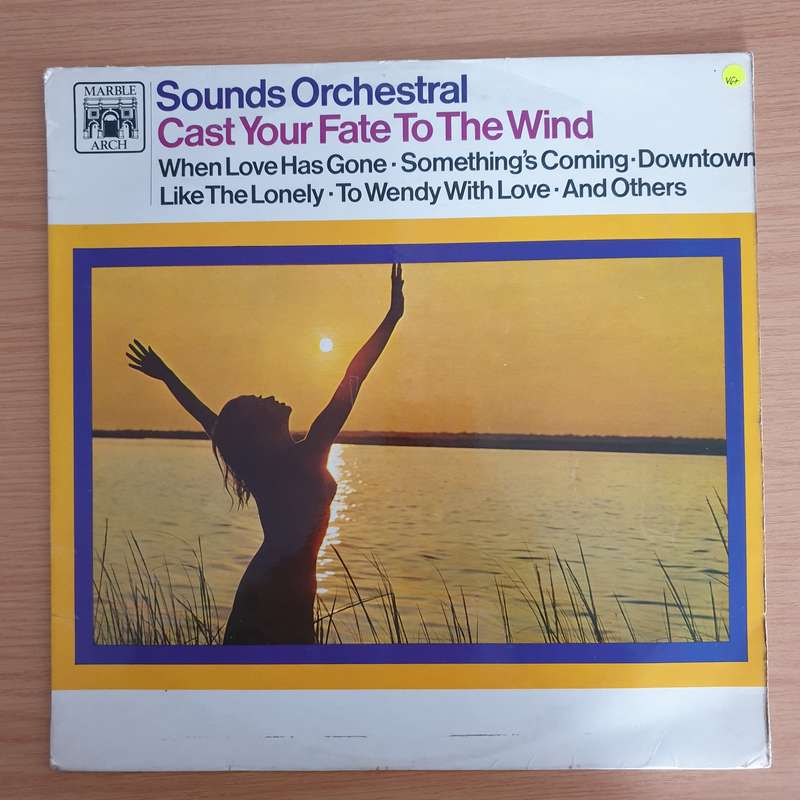 MARBLE
ARCH
Sounds Orchestral
Cast Your Fate To The Wind
When Love Has Gone · Something's Coming · Downtown
Like The Lonely · To Wendy With Love · And Others
VG+